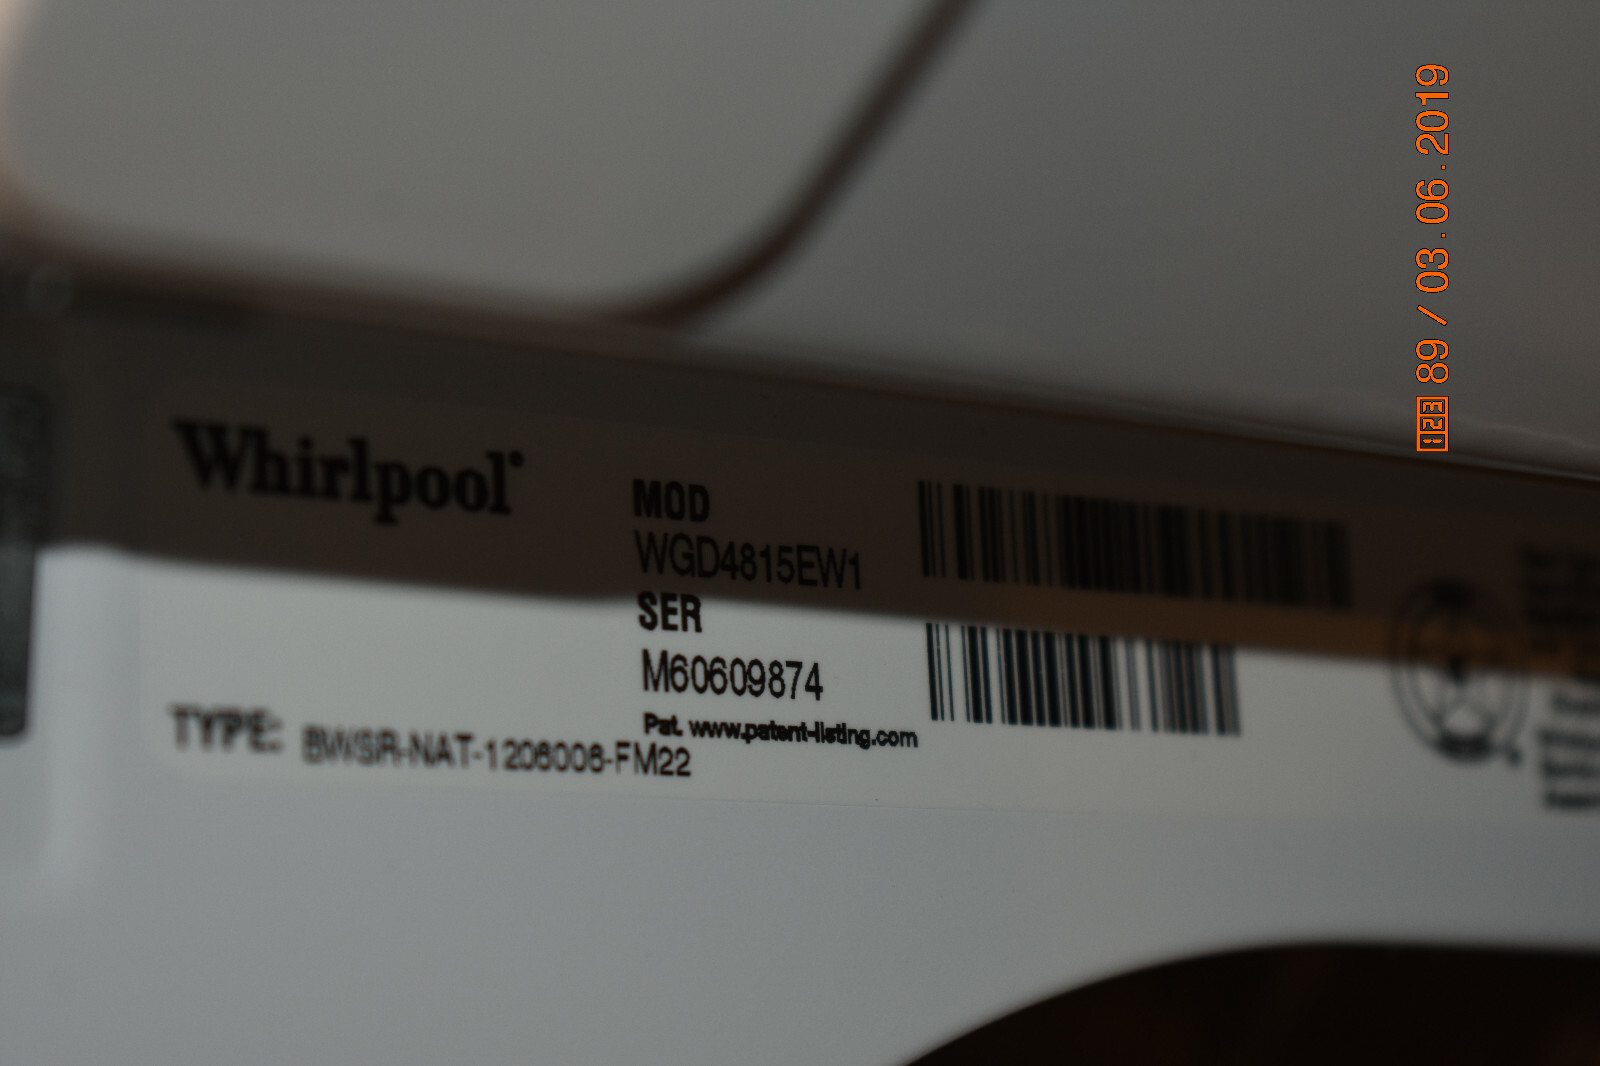 Whirlpool
MOD
WGD4815EW1
SER
M60609874
Pat. www.patent-listing.com
TYPE: BWSR-NAT-1206006-FM22
123 89 / 03.06.2019